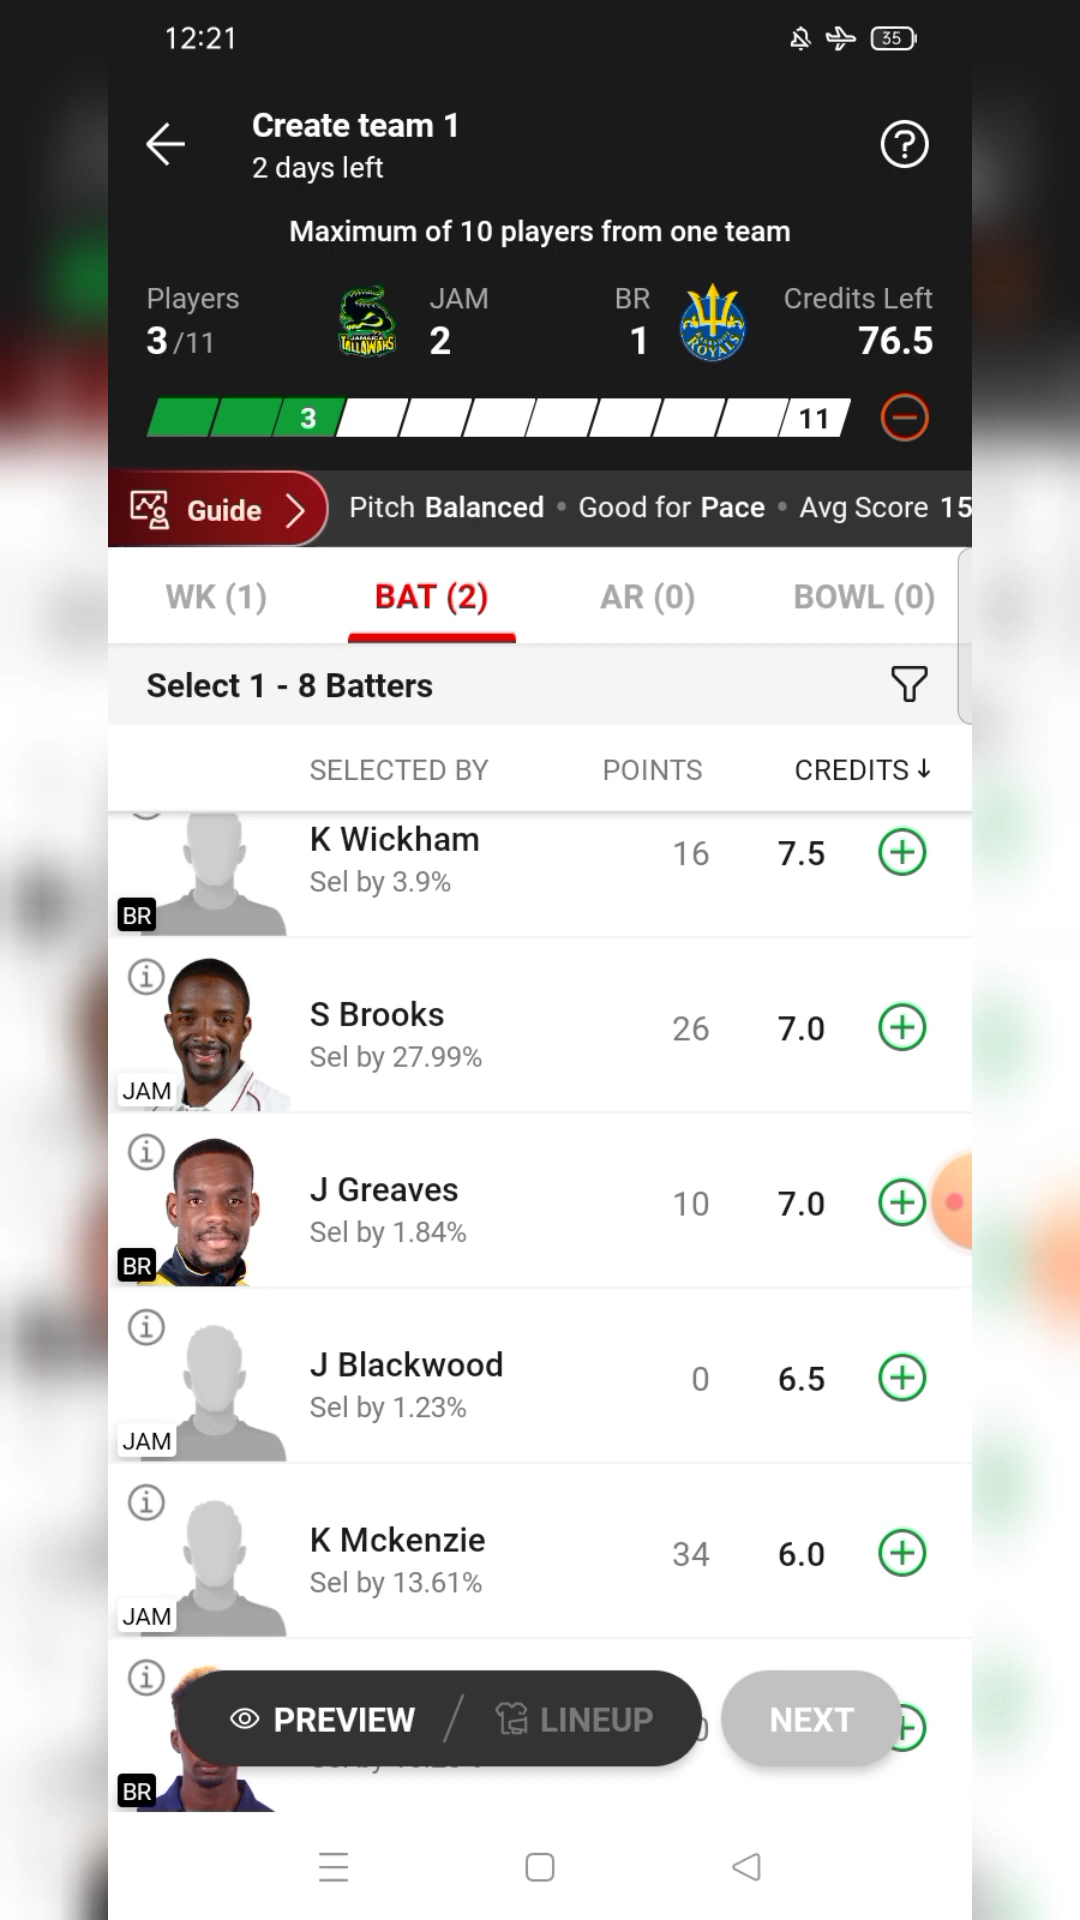 12:21
35
Create team 1
2 days left
Maximum of 10 players from one team
Players
3/11
JAMAICA
TALLAWAHS
JAM
2
BR
1
ROYALS
Credits Left
76.5
3
11
Guide
Pitch Balanced • Good for Pace • Avg Score 15
WK (1)
BAT (2)
AR (0)
BOWL (0)
Select 1 - 8 Batters
SELECTED BY
POINTS
CREDITS↓
K Wickham
16
7.5
Sel by 3.9%
BR
S Brooks
26
7.0
Sel by 27.99%
JAM
J Greaves
10
7.0
Sel by 1.84%
BR
J Blackwood
0
6.5
Sel by 1.23%
JAM
K Mckenzie
34
6.0
Sel by 13.61%
JAM
PREVIEW / LINEUP
NEXT
BR